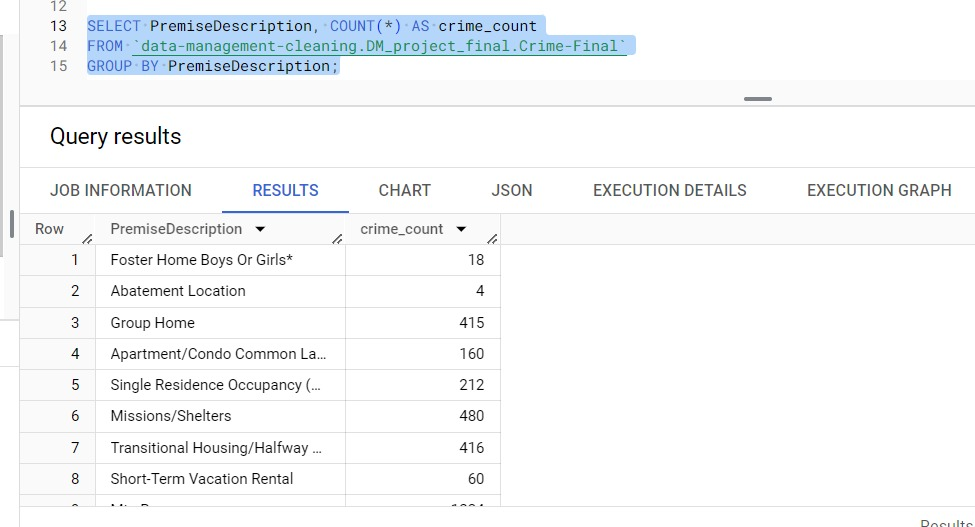 12
13 SELECT PremiseDescription, COUNT(*) AS crime_count
14 FROM `data-management-cleaning.DM_project_final.Crime-Final`
15 GROUP BY PremiseDescription;
Query results
JOB INFORMATION RESULTS CHART JSON EXECUTION DETAILS EXECUTION GRAPH
Row PremiseDescription crime_count
1 Foster Home Boys Or Girls* 18
2 Abatement Location 4
3 Group Home 415
4 Apartment/Condo Common La... 160
5 Single Residence Occupancy (... 212
6 Missions/Shelters 480
7 Transitional Housing/Halfway ... 416
8 Short-Term Vacation Rental 60
Results